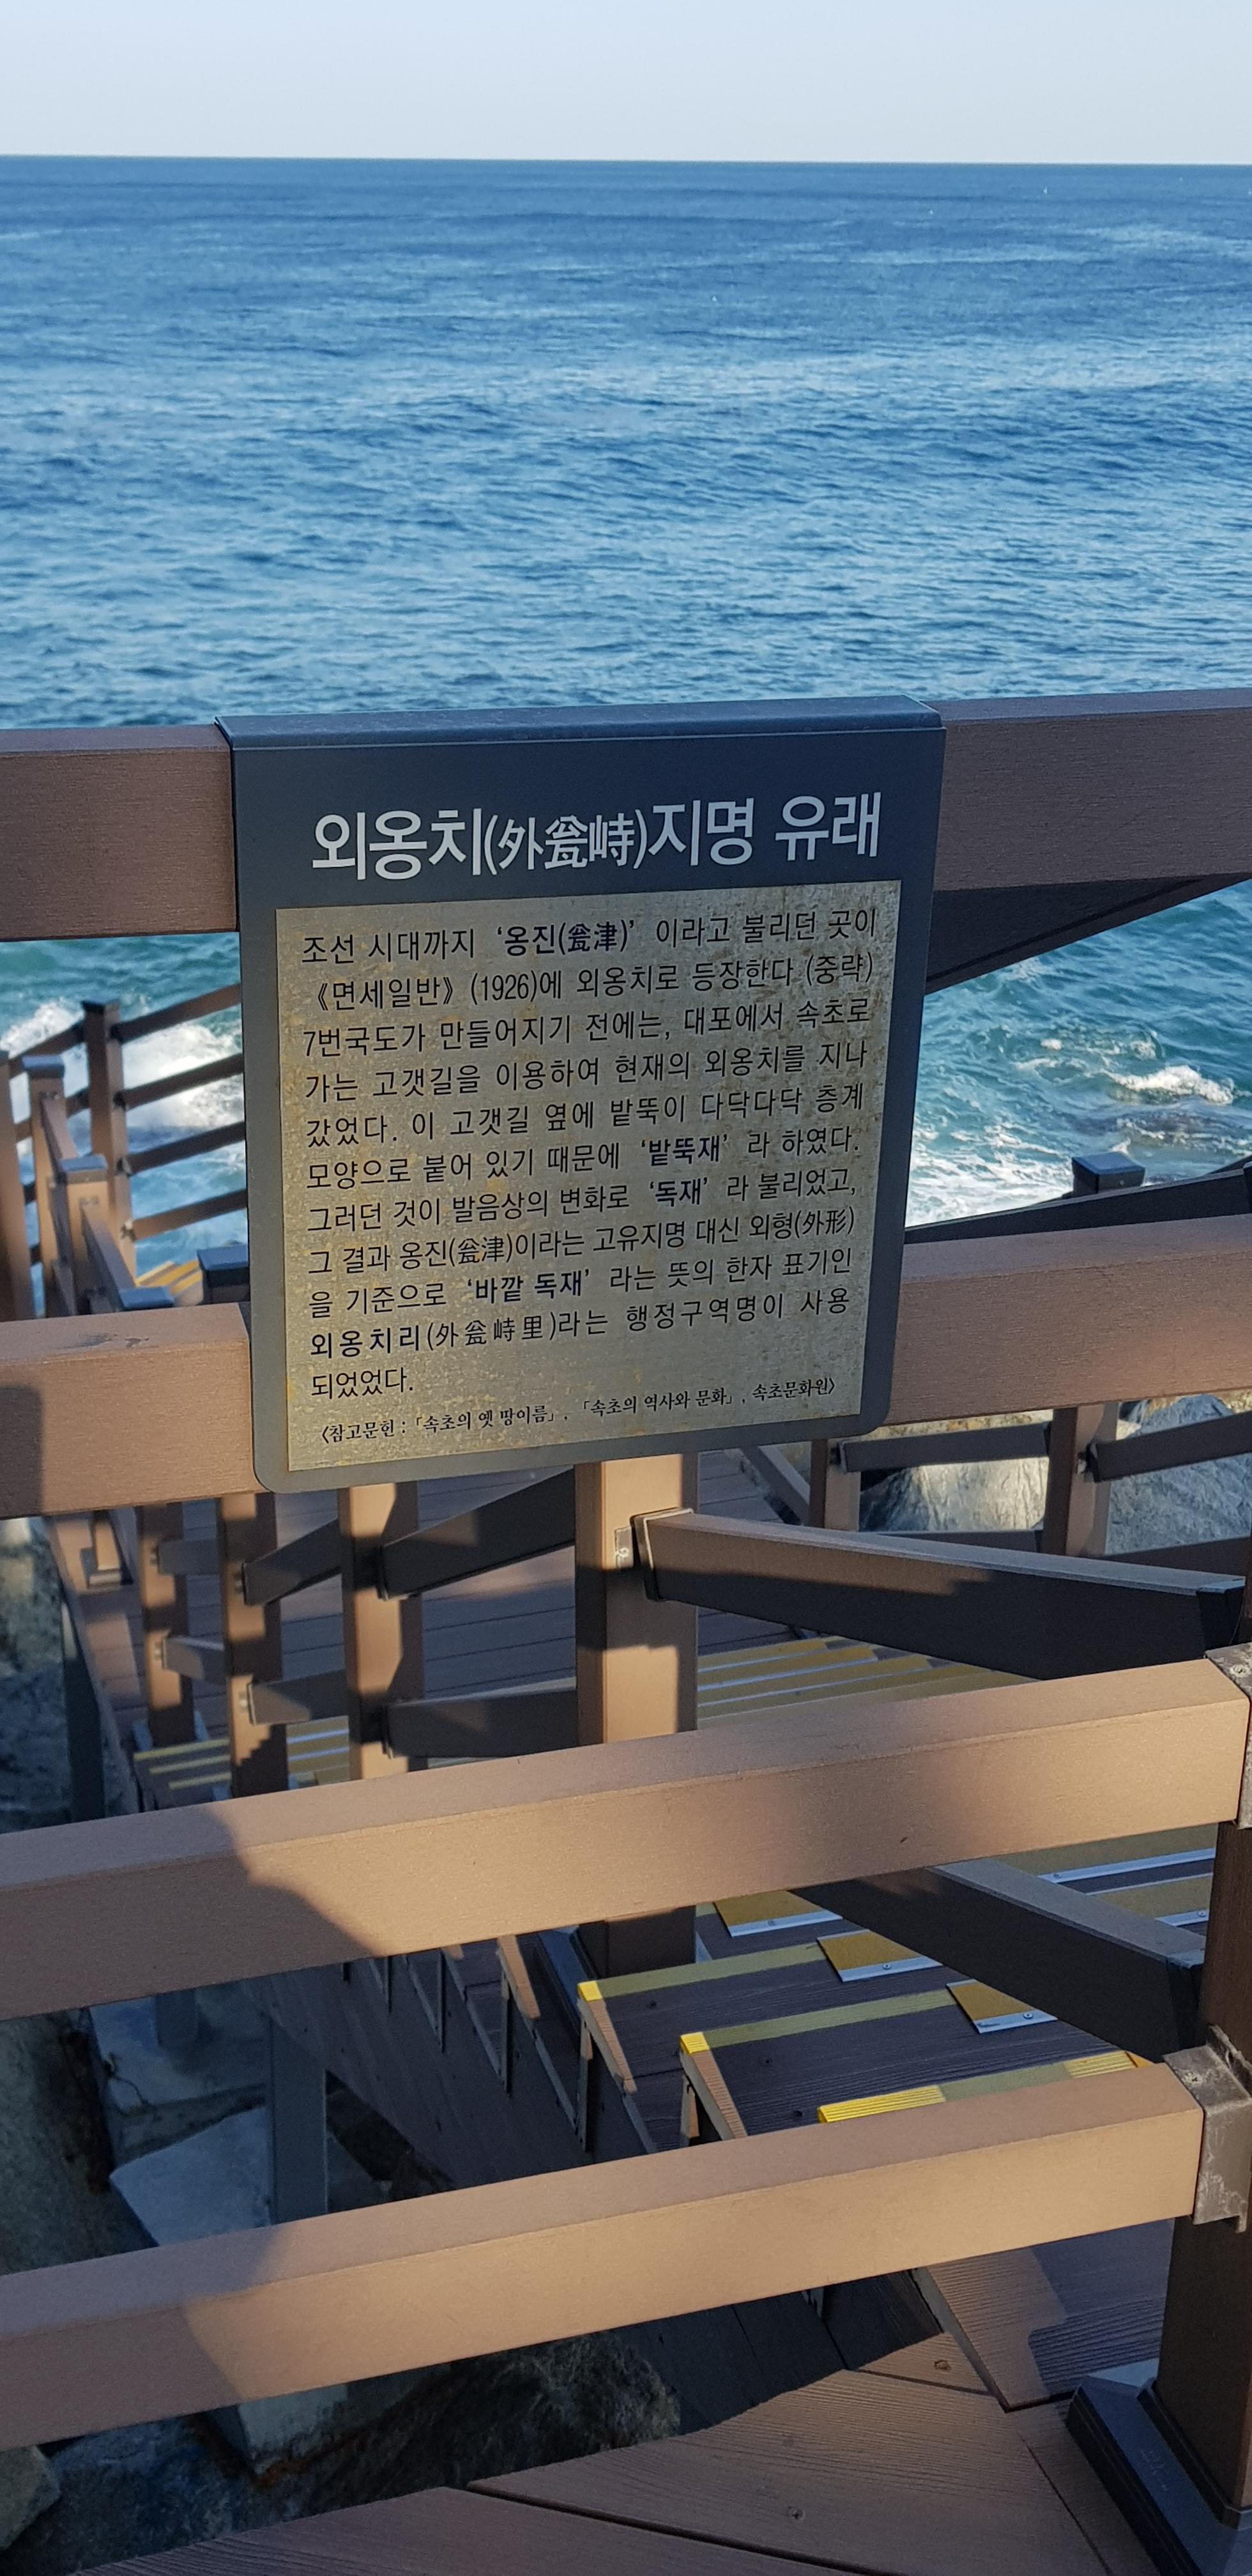 외옹치(外瓮峙)지명 유래
조선 시대까지 ‘옹진(瓮津)’ 이라고 불리던 곳이
《면세일반》(1926)에 외옹치로 등장한다 (중략)
7번국도가 만들어지기 전에는, 대포에서 속초로
가는 고갯길을 이용하여 현재의 외옹치를 지나
갔었다. 이 고갯길 옆에 밭뚝이 다닥다닥 층계
모양으로 붙어 있기 때문에 ‘밭뚝재’ 라 하였다.
그러던 것이 발음상의 변화로 ‘독재’ 라 불리었고,
그 결과 옹진(瓮津)이라는 고유지명 대신 외형(外形)
을 기준으로 ‘바깥 독재’ 라는 뜻의 한자 표기인
외옹치리(外瓮峙里)라는 행정구역명이 사용
되었었다.
〈참고문헌 : 「속초의 옛 땅이름」, 「속초의 역사와 문화」, 속초문화원〉